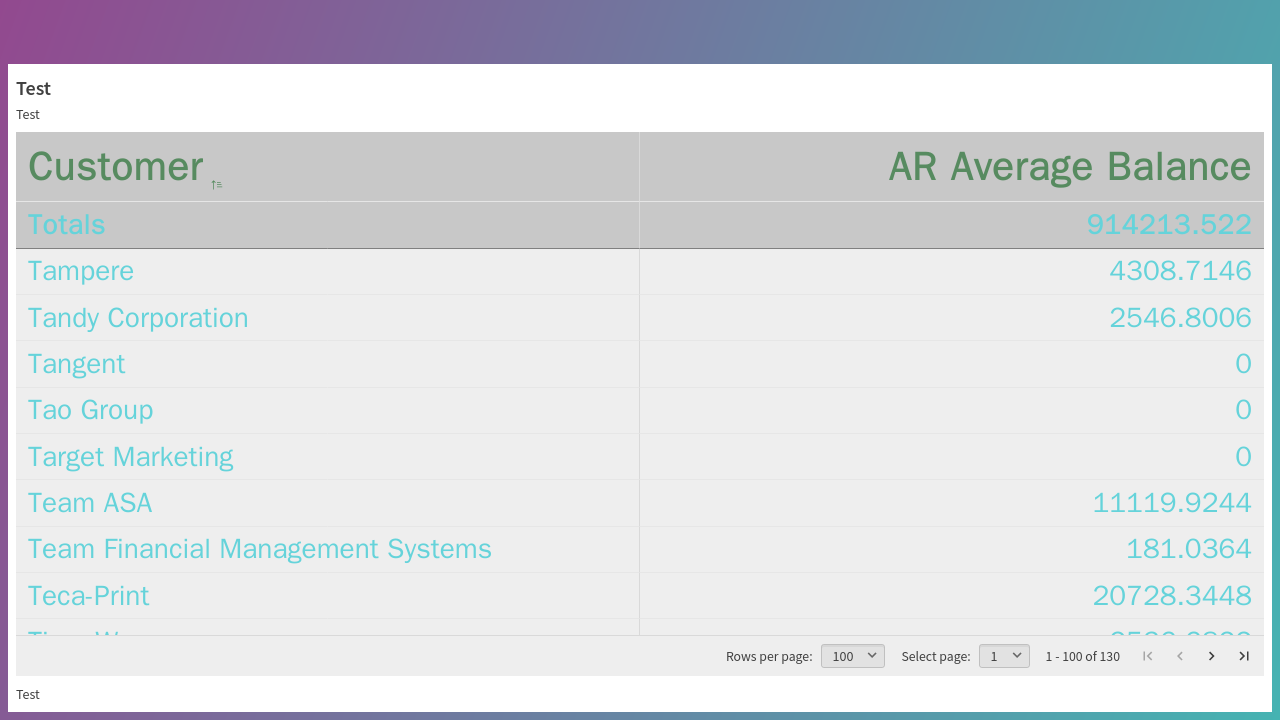 Test
Test
Customer AR Average Balance
Totals 914213.522
Tampere 4308.7146
Tandy Corporation 2546.8006
Tangent 0
Tao Group 0
Target Marketing 0
Team ASA 11119.9244
Team Financial Management Systems 181.0364
Teca-Print 20728.3448
Rows per page: 100 Select page: 1 1 - 100 of 130
Test